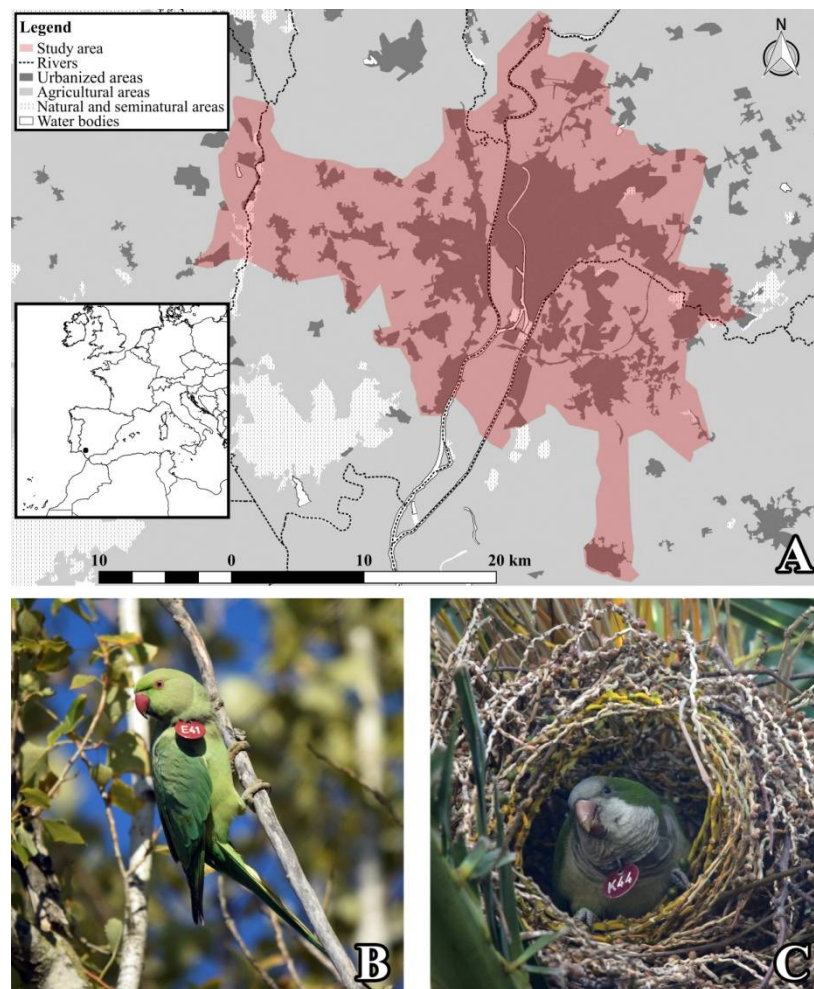 Legend
Study area
Rivers
Urbanized areas
Agricultural areas
Natural and seminatural areas
Water bodies
N
10 0 10 20 km
A
E41
B
K44
C